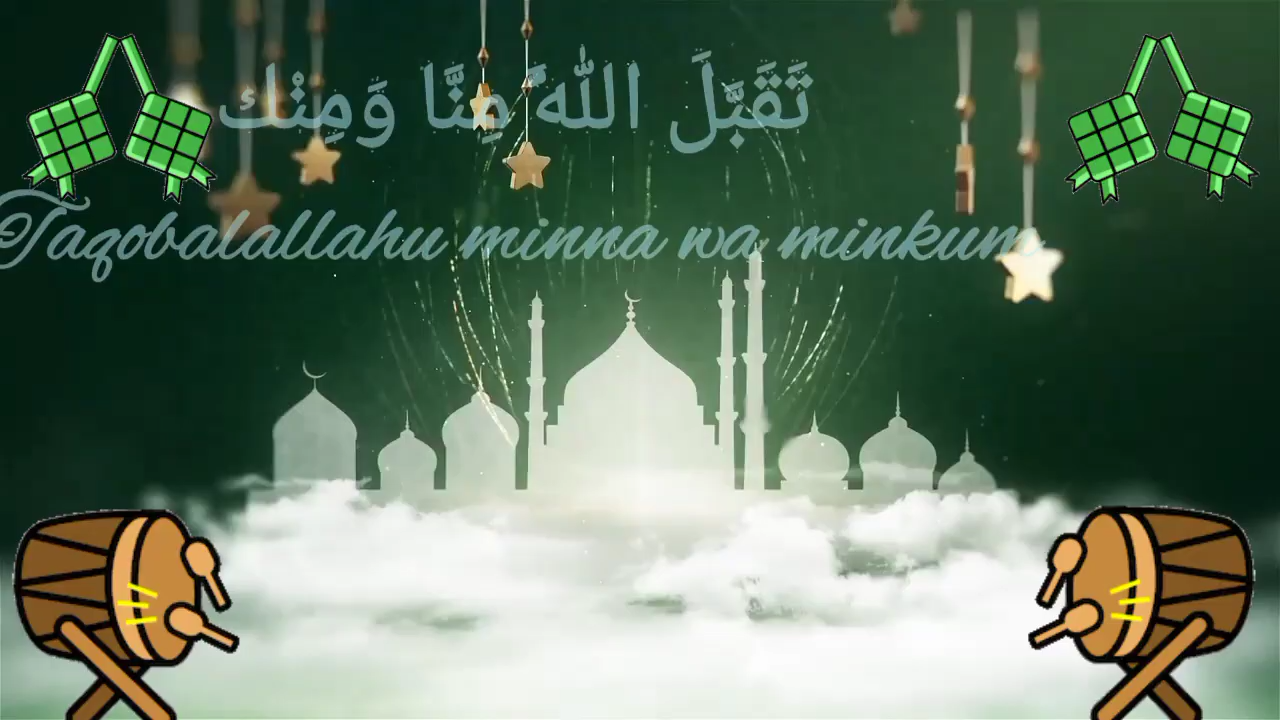 تَقَبَّلَ اللّٰهُ مِنَّا وَمِنْك
Taqobalallahu minna wa minkum